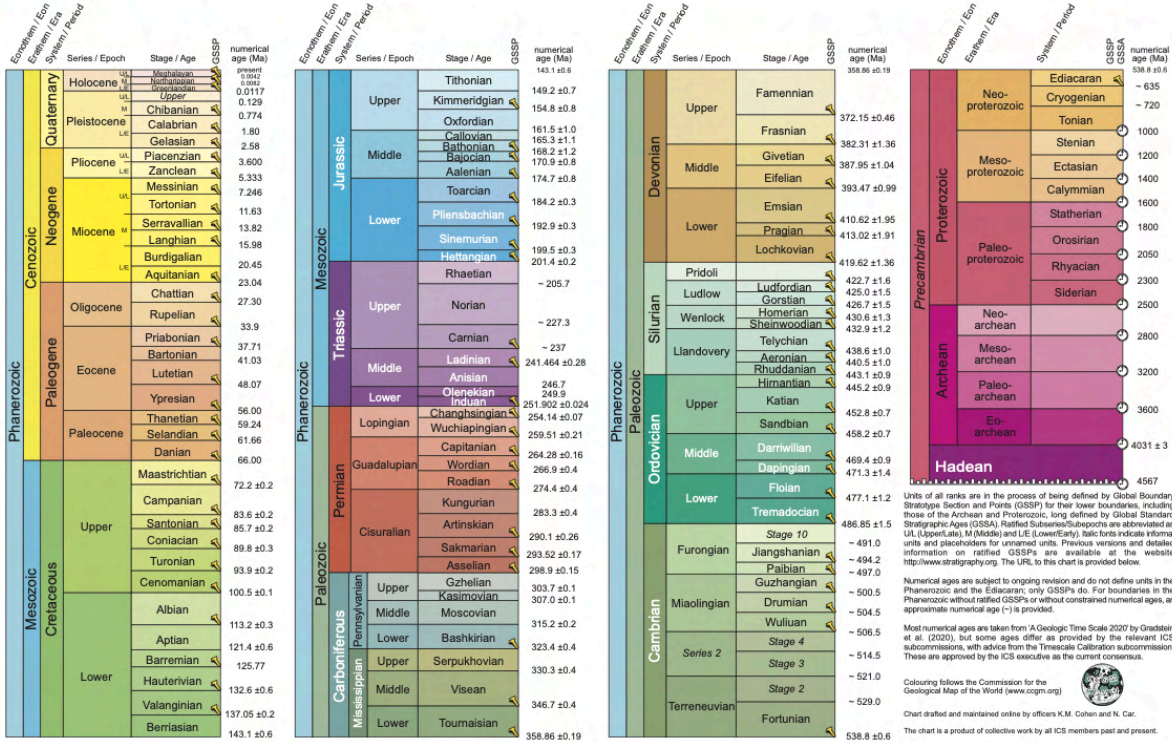 Eonothem / Eon
Erathem / Era
System / Period
Series / Epoch
Stage / Age
GSSP
numerical
age (Ma)
Phanerozoic
Cenozoic
Quaternary
Holocene
U/L
Meghalayan
M
Northgrippian
L/E
Greenlandian
present
0.0042
0.0082
0.0117
Pleistocene
U/L
Upper
0.129
M
Chibanian
0.774
L/E
Calabrian
1.80
Gelasian
2.58
Neogene
Pliocene
U/L
Piacenzian
3.600
L/E
Zanclean
5.333
Miocene
U/L
Messinian
7.246
Tortonian
11.63
M
Serravallian
13.82
Langhian
15.98
L/E
Burdigalian
20.45
Aquitanian
23.04
Paleogene
Oligocene
Chattian
27.30
Rupelian
33.9
Eocene
Priabonian
37.71
Bartonian
41.03
Lutetian
48.07
Ypresian
56.00
Paleocene
Thanetian
59.24
Selandian
61.66
Danian
66.00
Mesozoic
Cretaceous
Upper
Maastrichtian
72.2 ±0.2
Campanian
83.6 ±0.2
Santonian
85.7 ±0.2
Coniacian
89.8 ±0.3
Turonian
93.9 ±0.2
Cenomanian
100.5 ±0.1
Lower
Albian
113.2 ±0.3
Aptian
121.4 ±0.6
Barremian
125.77
Hauterivian
132.6 ±0.6
Valanginian
137.05 ±0.2
Berriasian
143.1 ±0.6
Eonothem / Eon
Erathem / Era
System / Period
Series / Epoch
Stage / Age
GSSP
numerical
age (Ma)
143.1 ±0.6
Phanerozoic
Mesozoic
Jurassic
Upper
Tithonian
149.2 ±0.7
Kimmeridgian
154.8 ±0.8
Oxfordian
161.5 ±1.0
Middle
Callovian
165.3 ±1.1
Bathonian
168.2 ±1.2
Bajocian
170.9 ±0.8
Aalenian
174.7 ±0.8
Lower
Toarcian
184.2 ±0.3
Pliensbachian
192.9 ±0.3
Sinemurian
199.5 ±0.3
Hettangian
201.4 ±0.2
Triassic
Upper
Rhaetian
~ 205.7
Norian
~ 227.3
Carnian
~ 237
Middle
Ladinian
241.464 ±0.28
Anisian
246.7
Lower
Olenekian
249.9
Induan
251.902 ±0.024
Paleozoic
Permian
Lopingian
Changhsingian
254.14 ±0.07
Wuchiapingian
259.51 ±0.21
Guadalupian
Capitanian
264.28 ±0.16
Wordian
266.9 ±0.4
Roadian
274.4 ±0.4
Cisuralian
Kungurian
283.3 ±0.4
Artinskian
290.1 ±0.26
Sakmarian
293.52 ±0.17
Asselian
298.9 ±0.15
Carboniferous
Pennsylvanian
Upper
Gzhelian
303.7 ±0.1
Kasimovian
307.0 ±0.1
Middle
Moscovian
315.2 ±0.2
Lower
Bashkirian
323.4 ±0.4
Mississippian
Upper
Serpukhovian
330.3 ±0.4
Middle
Visean
346.7 ±0.4
Lower
Tournaisian
358.86 ±0.19
Eonothem / Eon
Erathem / Era
System / Period
Series / Epoch
Stage / Age
GSSP
numerical
age (Ma)
358.86 ±0.19
Phanerozoic
Paleozoic
Devonian
Upper
Famennian
372.15 ±0.46
Frasnian
382.31 ±1.36
Middle
Givetian
387.95 ±1.04
Eifelian
393.47 ±0.99
Lower
Emsian
410.62 ±1.95
Pragian
413.02 ±1.91
Lochkovian
419.62 ±1.36
Silurian
Pridoli
422.7 ±1.6
Ludlow
Ludfordian
425.0 ±1.5
Gorstian
426.7 ±1.5
Wenlock
Homerian
430.6 ±1.3
Sheinwoodian
432.9 ±1.2
Llandovery
Telychian
438.6 ±1.0
Aeronian
440.5 ±1.0
Rhuddanian
443.1 ±0.9
Ordovician
Upper
Hirnantian
445.2 ±0.9
Katian
452.8 ±0.7
Sandbian
458.2 ±0.7
Middle
Darriwilian
469.4 ±0.9
Dapingian
471.3 ±1.4
Lower
Floian
477.1 ±1.2
Tremadocian
486.85 ±1.5
Cambrian
Furongian
Stage 10
~ 491.0
Jiangshanian
~ 494.2
Paibian
~ 497.0
Miaolingian
Guzhangian
~ 500.5
Drumian
~ 504.5
Wuliuan
~ 506.5
Series 2
Stage 4
~ 514.5
Stage 3
~ 521.0
Terreneuvian
Stage 2
~ 529.0
Fortunian
538.8 ±0.6
Eonothem / Eon
Erathem / Era
System / Period
GSSP
GSSA
numerical
age (Ma)
538.8 ±0.6
Precambrian
Proterozoic
Neo-
proterozoic
Ediacaran
~ 635
Cryogenian
~ 720
Tonian
1000
Meso-
proterozoic
Stenian
1200
Ectasian
1400
Calymmian
1600
Paleo-
proterozoic
Statherian
1800
Orosirian
2050
Rhyacian
2300
Siderian
2500
Archean
Neo-
archean
2800
Meso-
archean
3200
Paleo-
archean
3600
Eo-
archean
4031 ± 3
Hadean
4567
Units of all ranks are in the process of being defined by Global Boundary
Stratotype Section and Points (GSSP) for their lower boundaries, including
those of the Archean and Proterozoic, long defined by Global Standard
Stratigraphic Ages (GSSA). Ratified Subseries/Subepochs are abbreviated as
U/L (Upper/Late), M (Middle) and L/E (Lower/Early). Italic fonts indicate informal
units and placeholders for unnamed units. Previous versions and detailed
information on ratified GSSPs are available at the website
http://www.stratigraphy.org. The URL to this chart is provided below.
Numerical ages are subject to ongoing revision and do not define units in the
Phanerozoic and the Ediacaran; only GSSPs do. For boundaries in the
Phanerozoic without ratified GSSPs or without constrained numerical ages, an
approximate numerical age (~) is provided.
Most numerical ages are taken from 'A Geologic Time Scale 2020' by Gradstein
et al. (2020), but some ages differ as provided by the relevant ICS
subcommissions, with advice from the Timescale Calibration subcommission.
These are approved by the ICS executive as the current consensus.
Colouring follows the Commission for the
Geological Map of the World (www.ccgm.org)
Chart drafted and maintained online by officers K.M. Cohen and N. Car.
The chart is a product of collective work by all ICS members past and present.